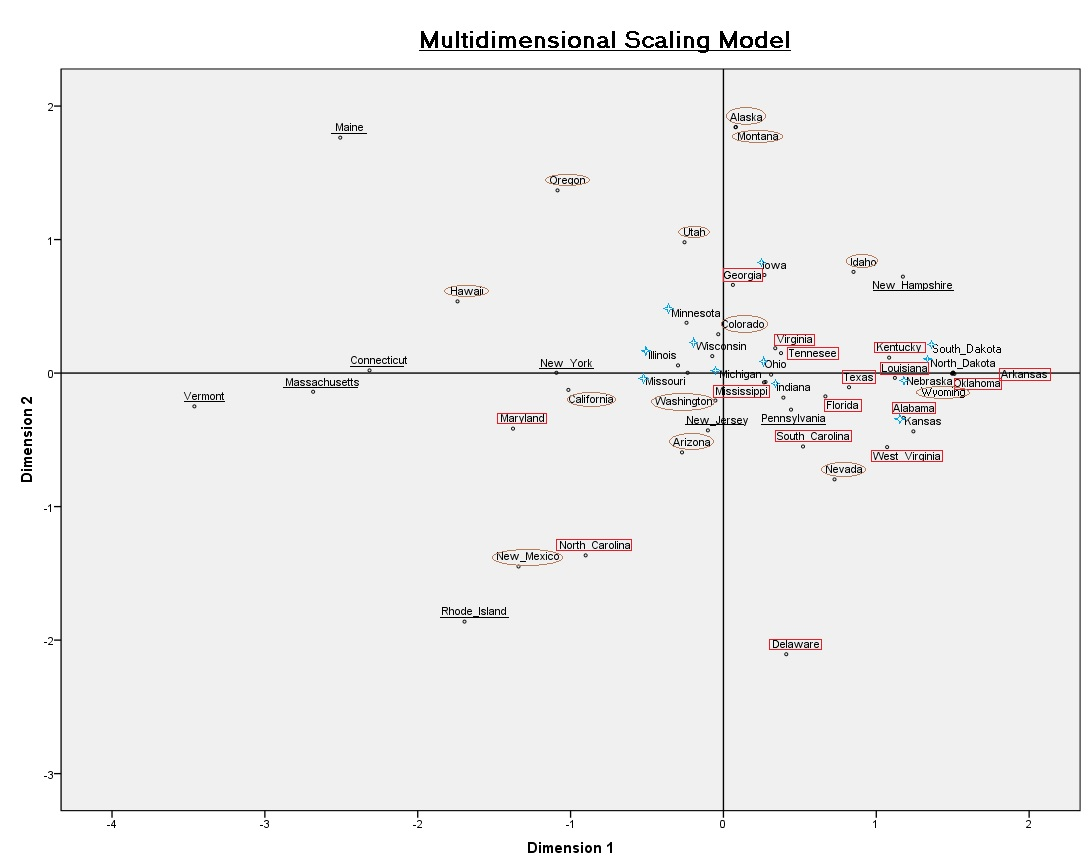 Multidimensional Scaling Model
2
Alaska
Maine
Montana
Oregon
Utah
1
Iowa
Idaho
Georgia
New_Hampshire
Hawaii
Minnesota
Colorado
Virginia
Wisconsin
Kentucky
South_Dakota
Illinois
Tennesee
Connecticut
New_York
Ohio
North_Dakota
Louisiana
0
Michigan
Arkansas
Texas
Massachusetts
Missouri
Nebraska
Oklahoma
Indiana
Mississippi
Wyoming
Vermont
California
Washington
Florida
Alabama
Maryland
New_Jersey
Pennsylvania
Kansas
South_Carolina
Arizona
West_Virginia
Nevada
Dimension 2
-1
North_Carolina
New_Mexico
Rhode_Island
-2
Delaware
-3
-4 -3 -2 -1 0 1 2
Dimension 1